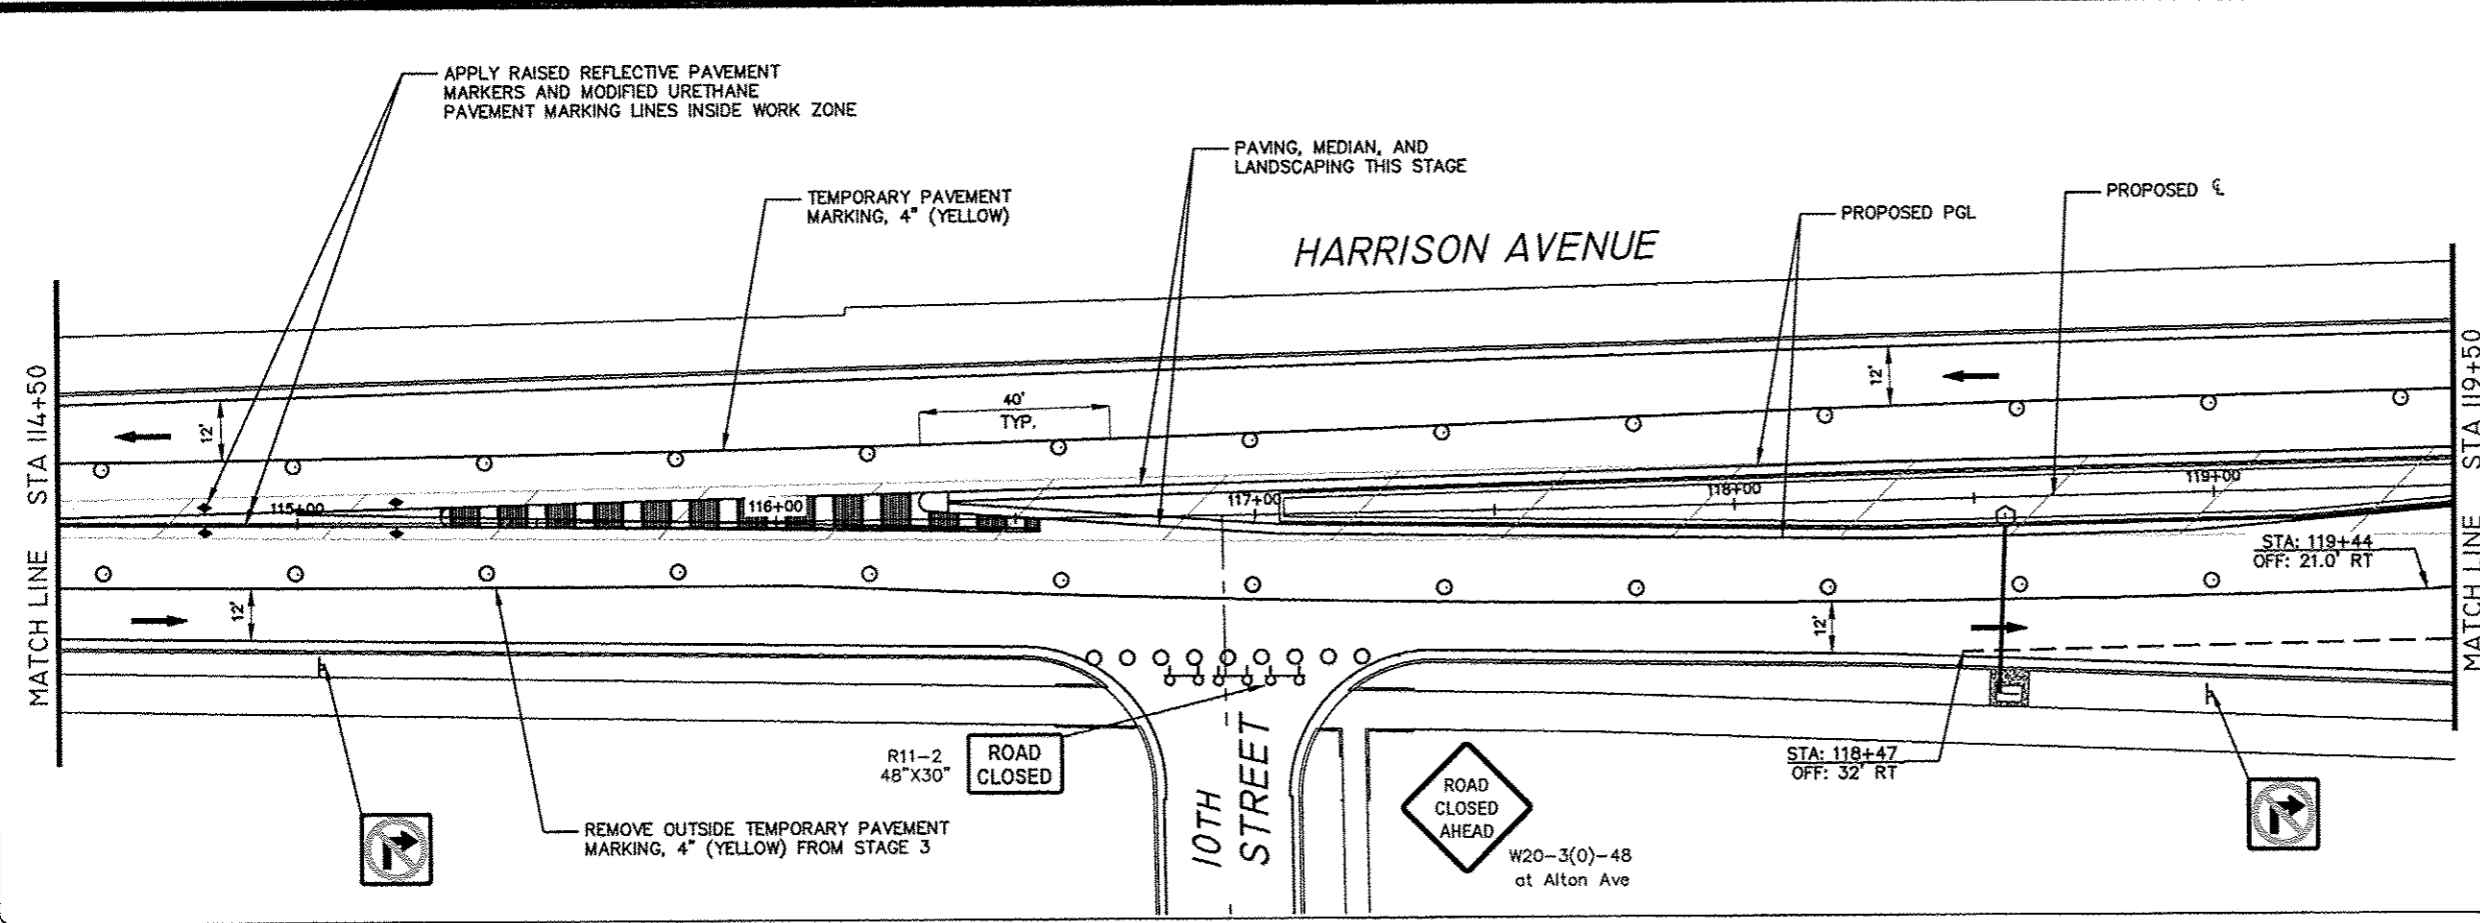 APPLY RAISED REFLECTIVE PAVEMENT
MARKERS AND MODIFIED URETHANE
PAVEMENT MARKING LINES INSIDE WORK ZONE
PAVING, MEDIAN, AND
LANDSCAPING THIS STAGE
TEMPORARY PAVEMENT
MARKING, 4" (YELLOW)
PROPOSED ℄
PROPOSED PGL
HARRISON AVENUE
MATCH LINE STA 114+50
MATCH LINE STA 119+50
12'
12'
40'
TYP.
115+00
116+00
117+00
118+00
119+00
STA: 119+44
OFF: 21.0' RT
12'
12'
STA: 118+47
OFF: 32' RT
R11-2
48"X30"
ROAD
CLOSED
10TH
STREET
ROAD
CLOSED
AHEAD
W20-3(0)-48
at Alton Ave
REMOVE OUTSIDE TEMPORARY PAVEMENT
MARKING, 4" (YELLOW) FROM STAGE 3